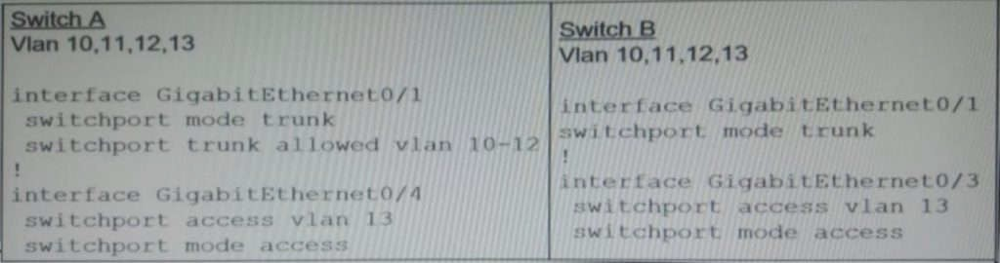 Switch A
Vlan 10,11,12,13
interface GigabitEthernet0/1
switchport mode trunk
switchport trunk allowed vlan 10-12
!
interface GigabitEthernet0/4
switchport access vlan 13
switchport mode access
Switch B
Vlan 10,11,12,13
interface GigabitEthernet0/1
switchport mode trunk
!
interface GigabitEthernet0/3
switchport access vlan 13
switchport mode access